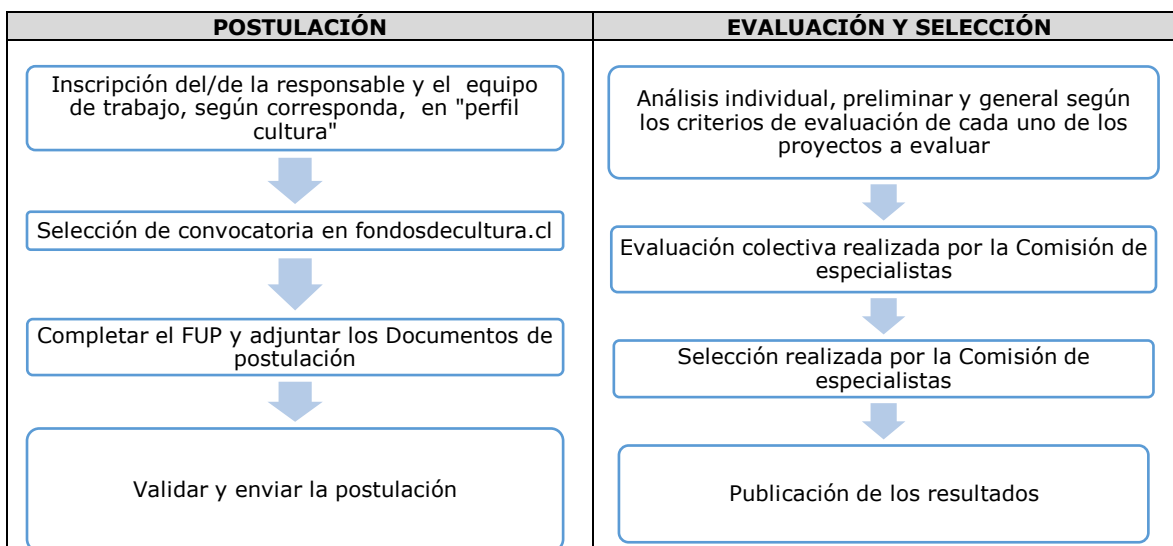 POSTULACIÓN
Inscripción del/de la responsable y el equipo
de trabajo, según corresponda, en "perfil
cultura"
Selección de convocatoria en fondosdecultura.cl
Completar el FUP y adjuntar los Documentos de
postulación
Validar y enviar la postulación
EVALUACIÓN Y SELECCIÓN
Análisis individual, preliminar y general según
los criterios de evaluación de cada uno de los
proyectos a evaluar
Evaluación colectiva realizada por la Comisión de
especialistas
Selección realizada por la Comisión de
especialistas
Publicación de los resultados